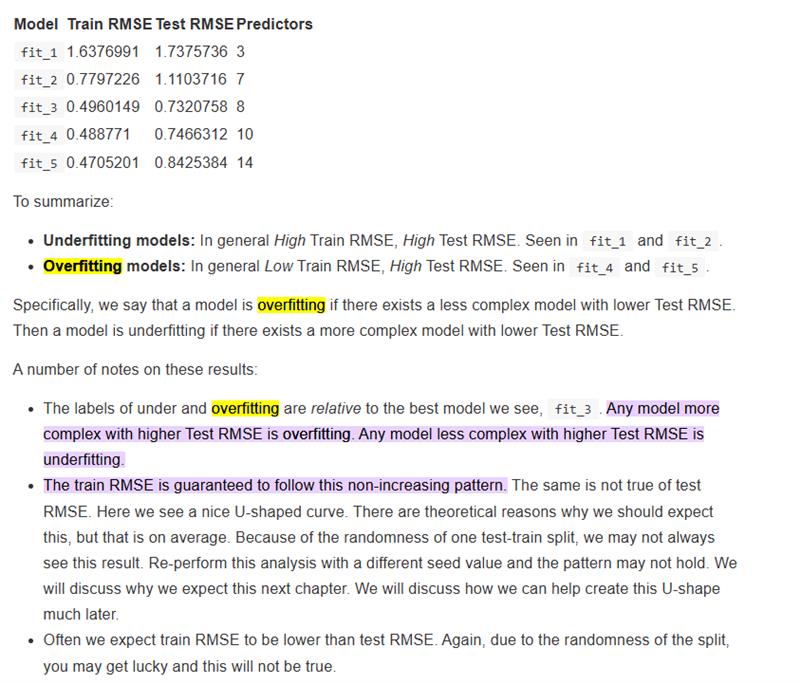 Model Train RMSE Test RMSE Predictors
fit_1 1.6376991 1.7375736 3
fit_2 0.7797226 1.1103716 7
fit_3 0.4960149 0.7320758 8
fit_4 0.488771 0.7466312 10
fit_5 0.4705201 0.8425384 14
To summarize:
• Underfitting models: In general High Train RMSE, High Test RMSE. Seen in fit_1 and fit_2 .
• Overfitting models: In general Low Train RMSE, High Test RMSE. Seen in fit_4 and fit_5 .
Specifically, we say that a model is overfitting if there exists a less complex model with lower Test RMSE.
Then a model is underfitting if there exists a more complex model with lower Test RMSE.
A number of notes on these results:
• The labels of under and overfitting are relative to the best model we see, fit_3 . Any model more
complex with higher Test RMSE is overfitting. Any model less complex with higher Test RMSE is
underfitting.
• The train RMSE is guaranteed to follow this non-increasing pattern. The same is not true of test
RMSE. Here we see a nice U-shaped curve. There are theoretical reasons why we should expect
this, but that is on average. Because of the randomness of one test-train split, we may not always
see this result. Re-perform this analysis with a different seed value and the pattern may not hold. We
will discuss why we expect this next chapter. We will discuss how we can help create this U-shape
much later.
• Often we expect train RMSE to be lower than test RMSE. Again, due to the randomness of the split,
you may get lucky and this will not be true.